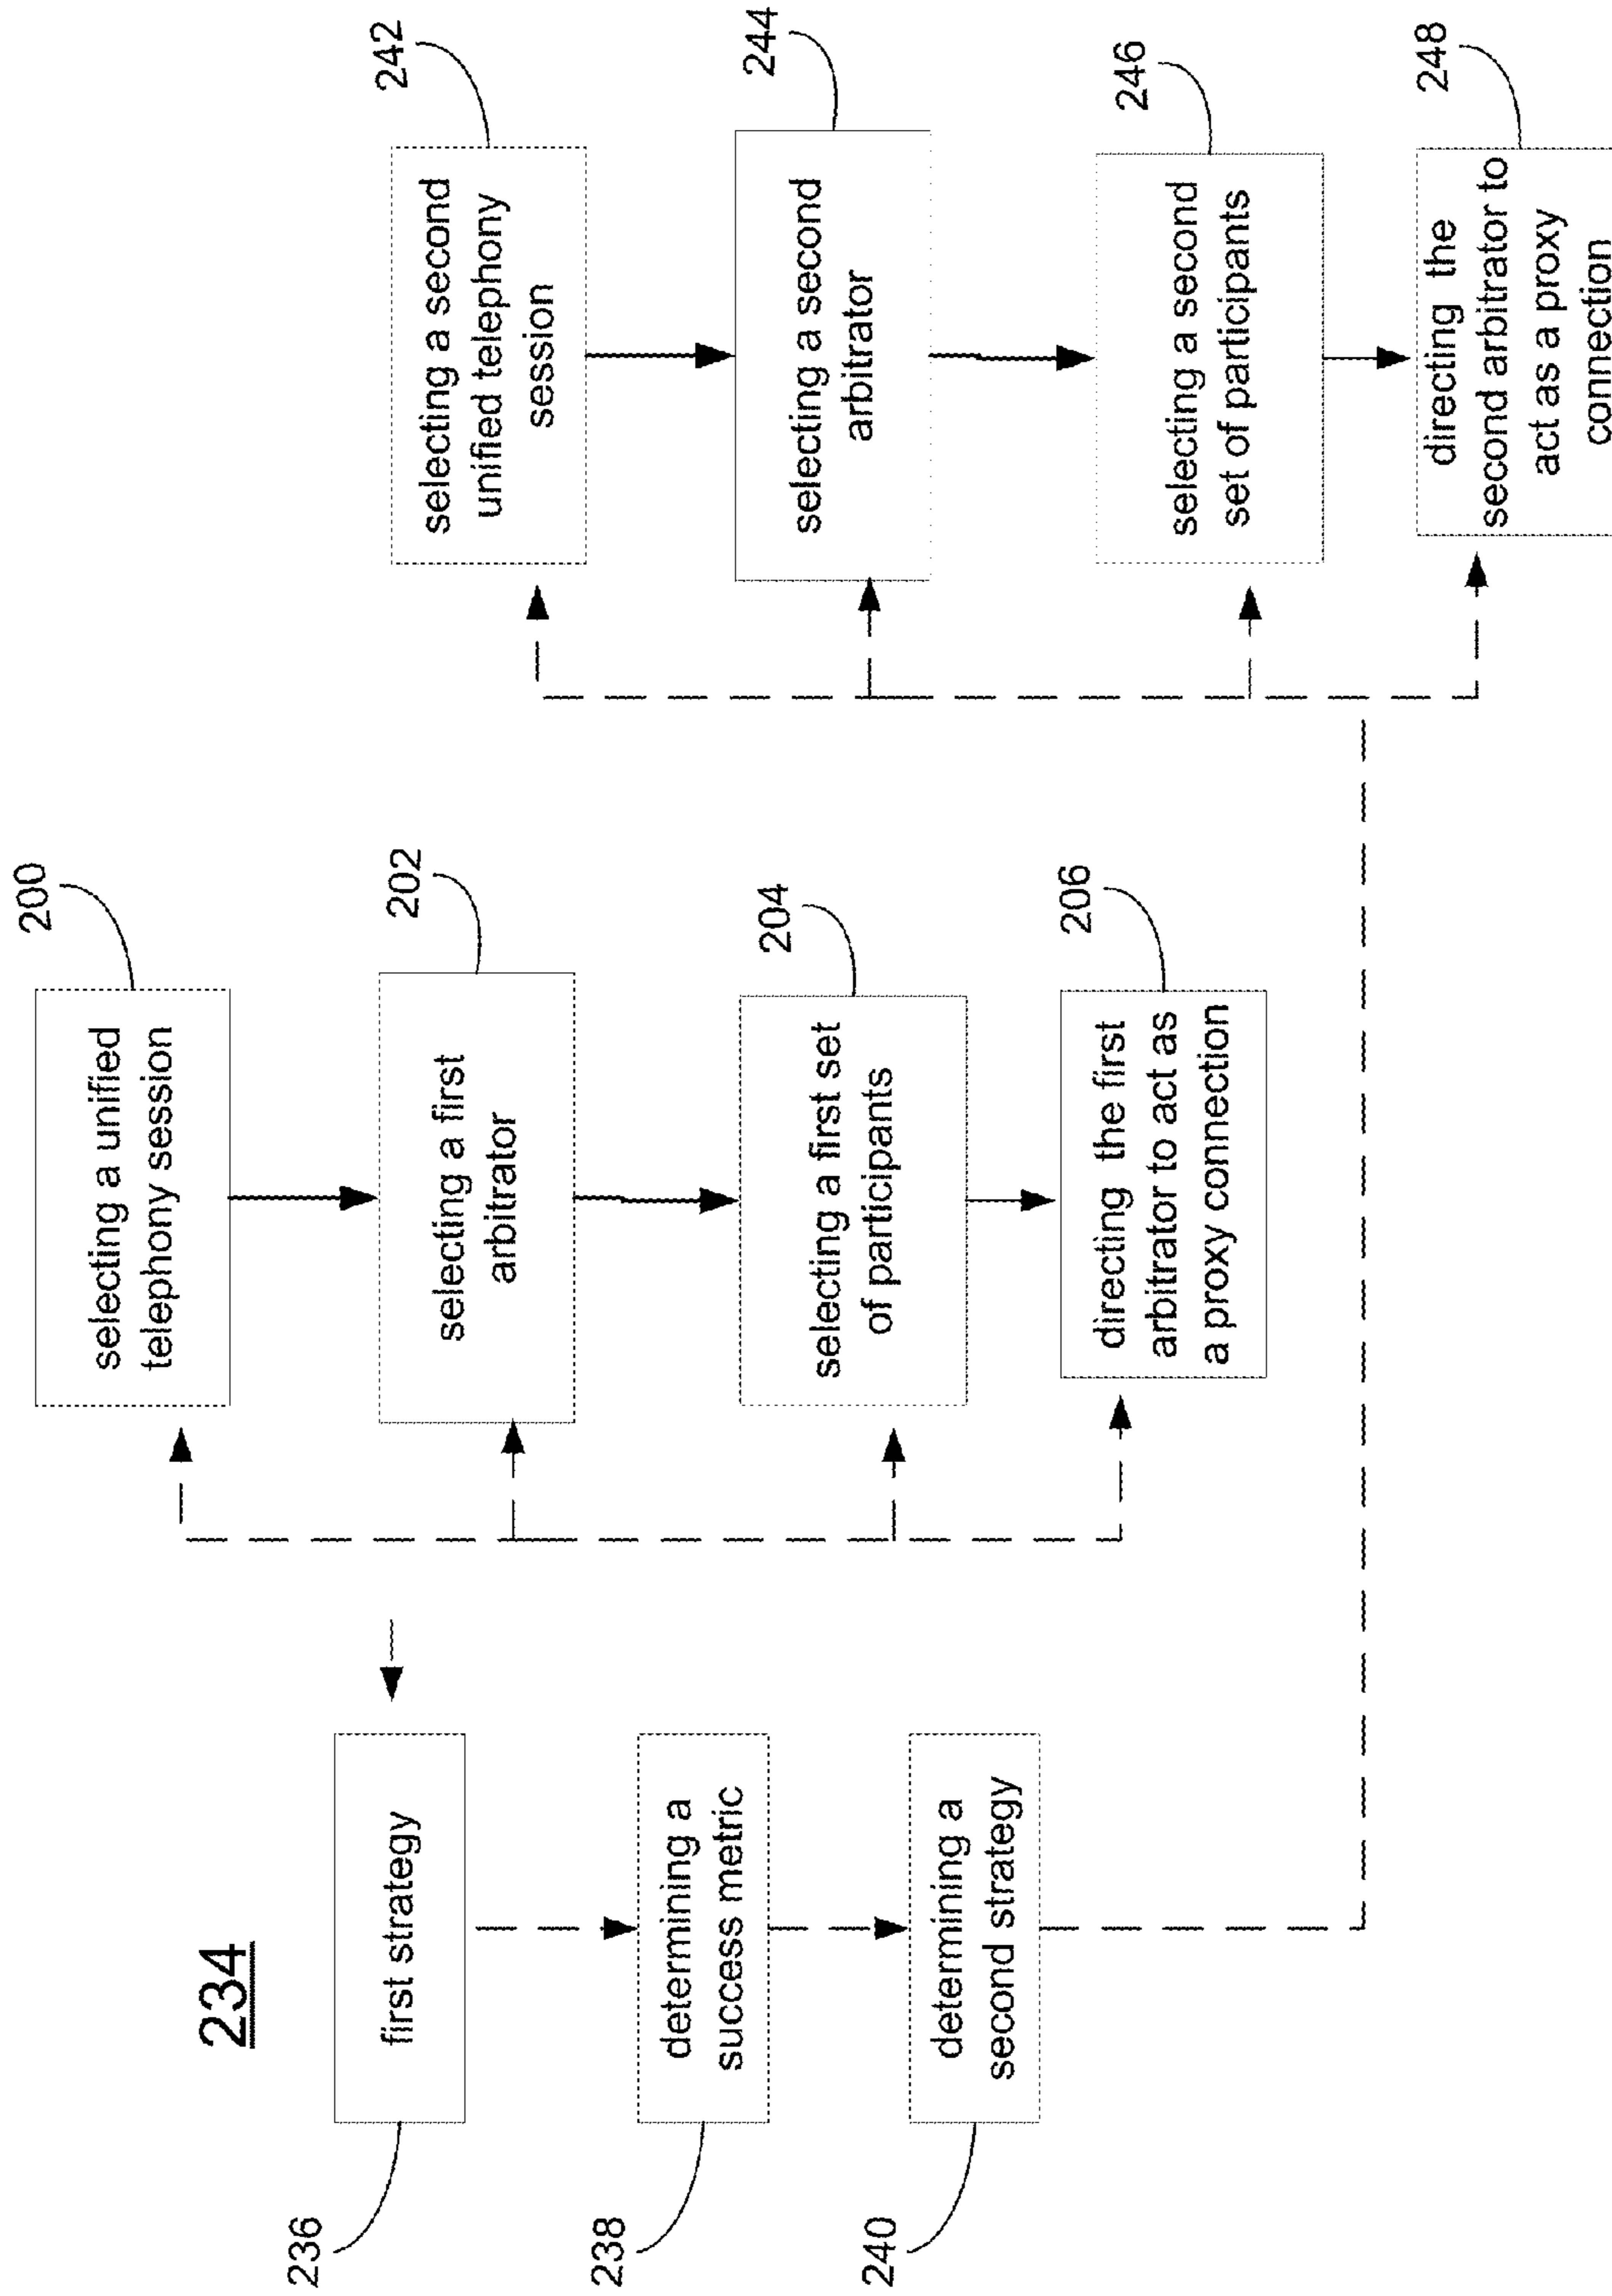 234
236
first strategy
238
determining a
success metric
240
determining a
second strategy
200
selecting a unified
telephony session
202
selecting a first
arbitrator
204
selecting a first set
of participants
206
directing the first
arbitrator to act as
a proxy connection
242
selecting a second
unified telephony
session
244
selecting a second
arbitrator
246
selecting a second
set of participants
248
directing the
second arbitrator to
act as a proxy
connection